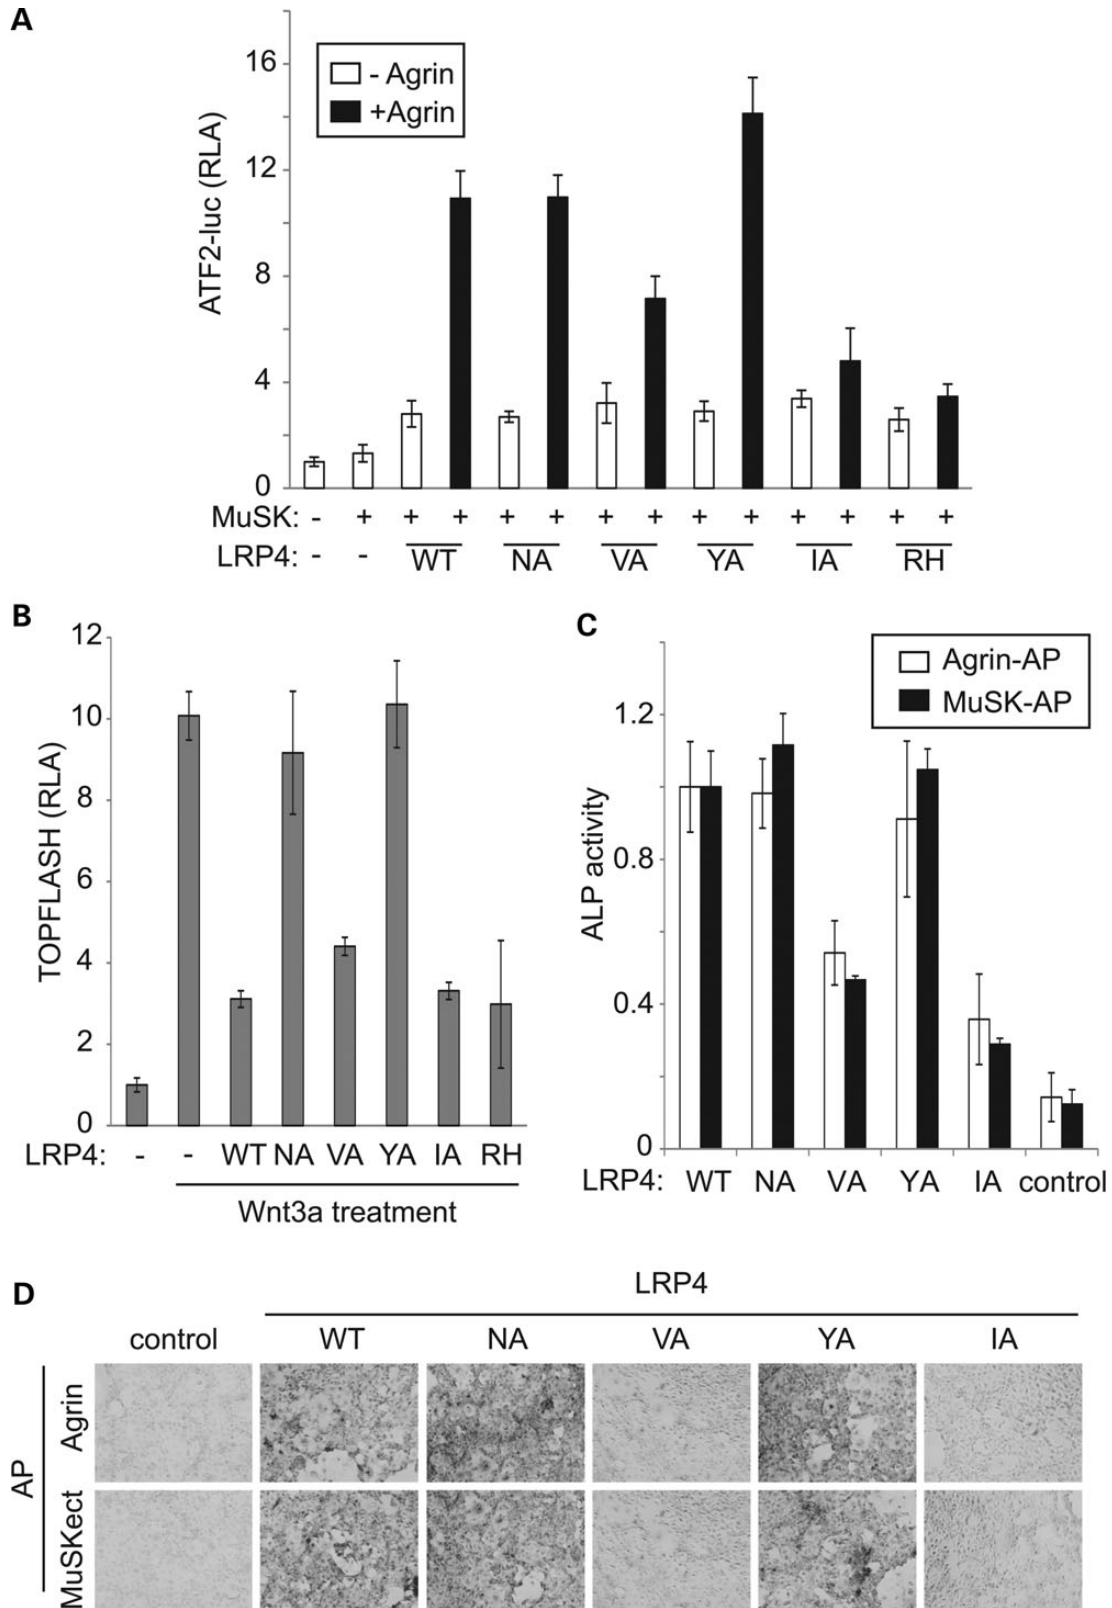 A
16
12
8
4
0
ATF2-luc (RLA)
- Agrin
+Agrin
MuSK: - + + + + + + + + + + + +
LRP4: - - WT NA VA YA IA RH
B
12
10
8
6
4
2
0
TOPFLASH (RLA)
LRP4: - - WT NA VA YA IA RH
Wnt3a treatment
C
1.2
0.8
0.4
0
ALP activity
Agrin-AP
MuSK-AP
LRP4: WT NA VA YA IA control
D
LRP4
control WT NA VA YA IA
AP
Agrin
MuSKect